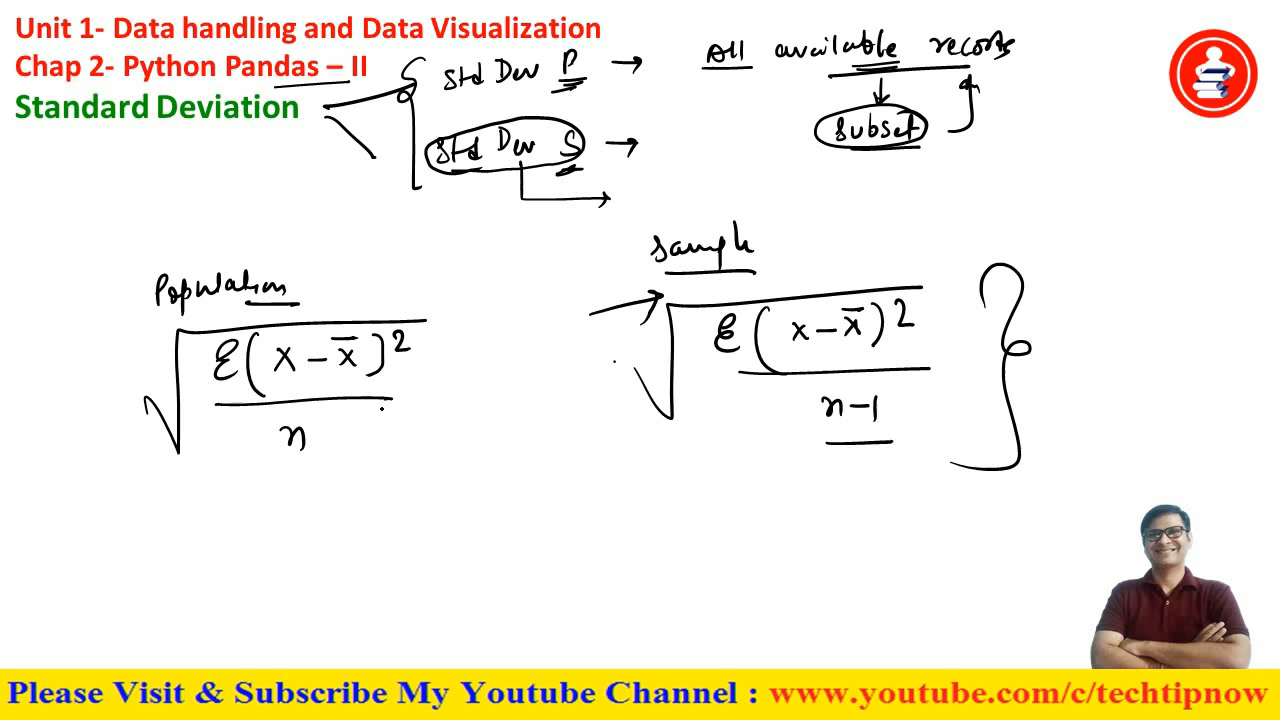 Unit 1- Data handling and Data Visualization
Chap 2- Python Pandas – II
Standard Deviation
Std Dev P → All available records
↓
Std Dev S → Subset
Population
√(Σ(x – x̄)² / n)
Sample
√(Σ(x – x̄)² / n–1)
Please Visit & Subscribe My Youtube Channel : www.youtube.com/c/techtipnow